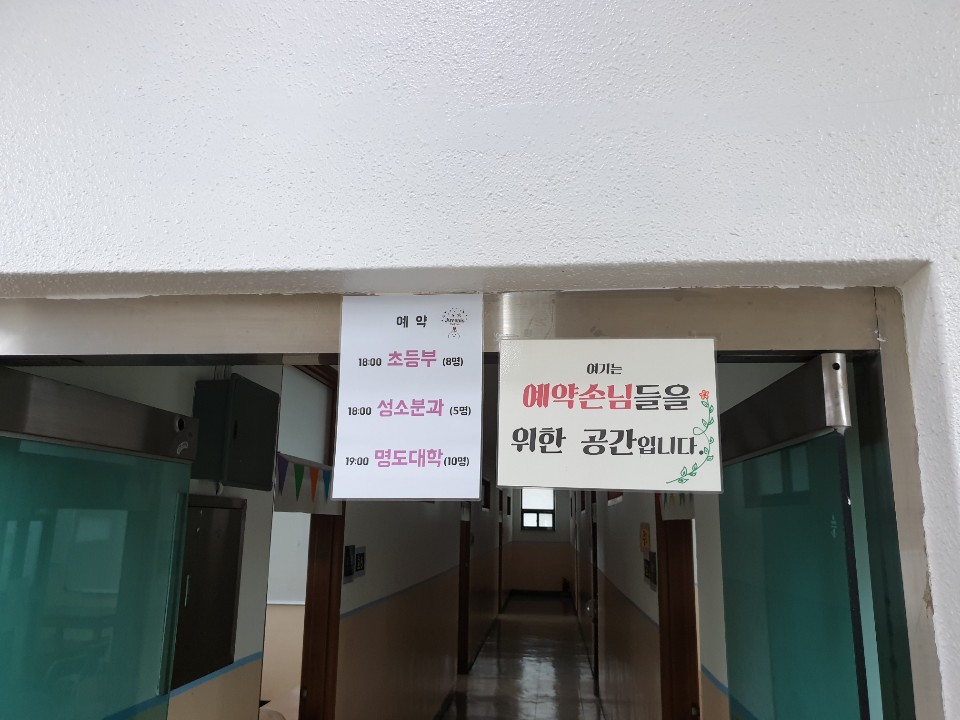 예약
18:00 초등부 (8명)
18:00 성소분과 (5명)
19:00 명도대학 (10명)
여기는
예약손님들을
위한 공간입니다.